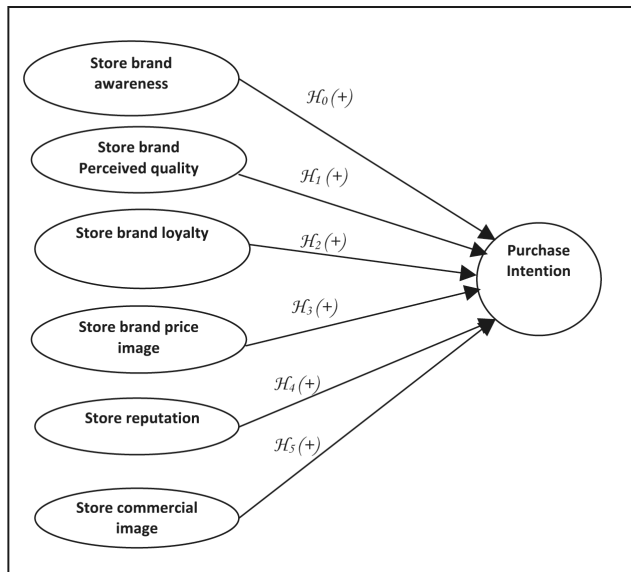 Store brand
awareness
H₀ (+)
Store brand
Perceived quality
H₁ (+)
Store brand loyalty
H₂ (+)
Purchase
Intention
Store brand price
image
H₃ (+)
Store reputation
H₄ (+)
H₅ (+)
Store commercial
image